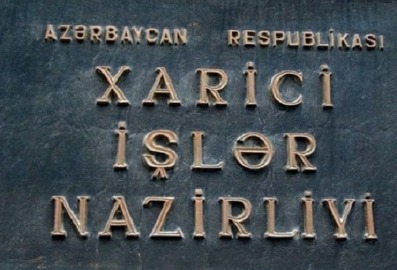 AZƏRBAYCAN RESPUBLİKASI
XARİCİ
İŞLƏR
NAZİRLİYİ